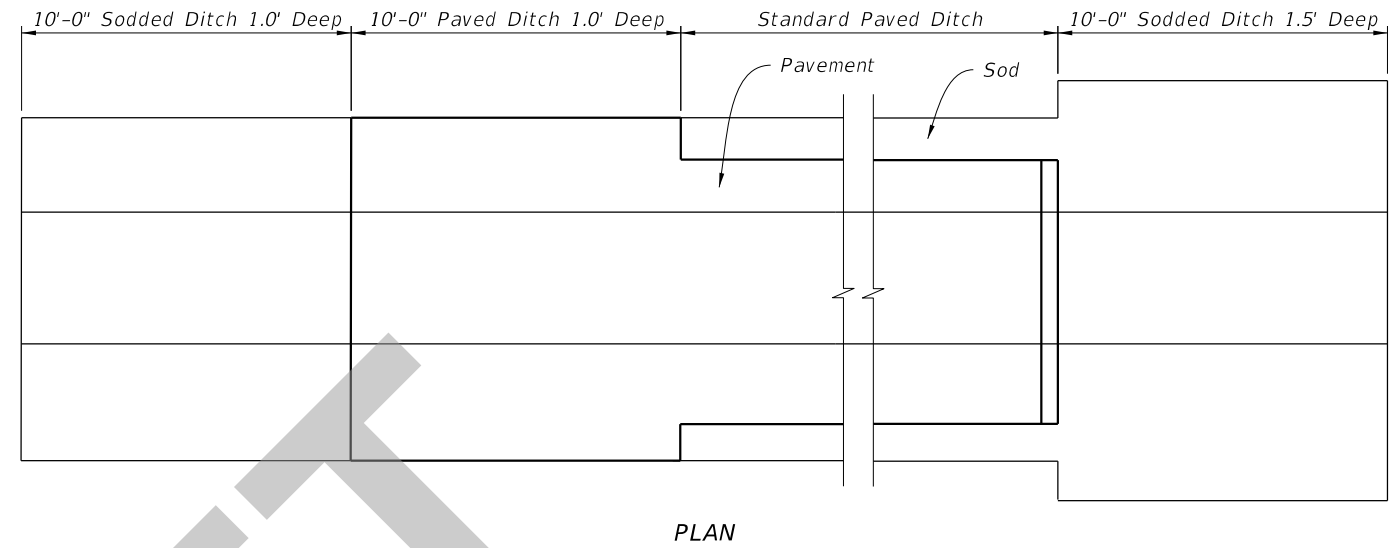 10'-0" Sodded Ditch 1.0' Deep
10'-0" Paved Ditch 1.0' Deep
Standard Paved Ditch
10'-0" Sodded Ditch 1.5' Deep
Pavement
Sod
PLAN